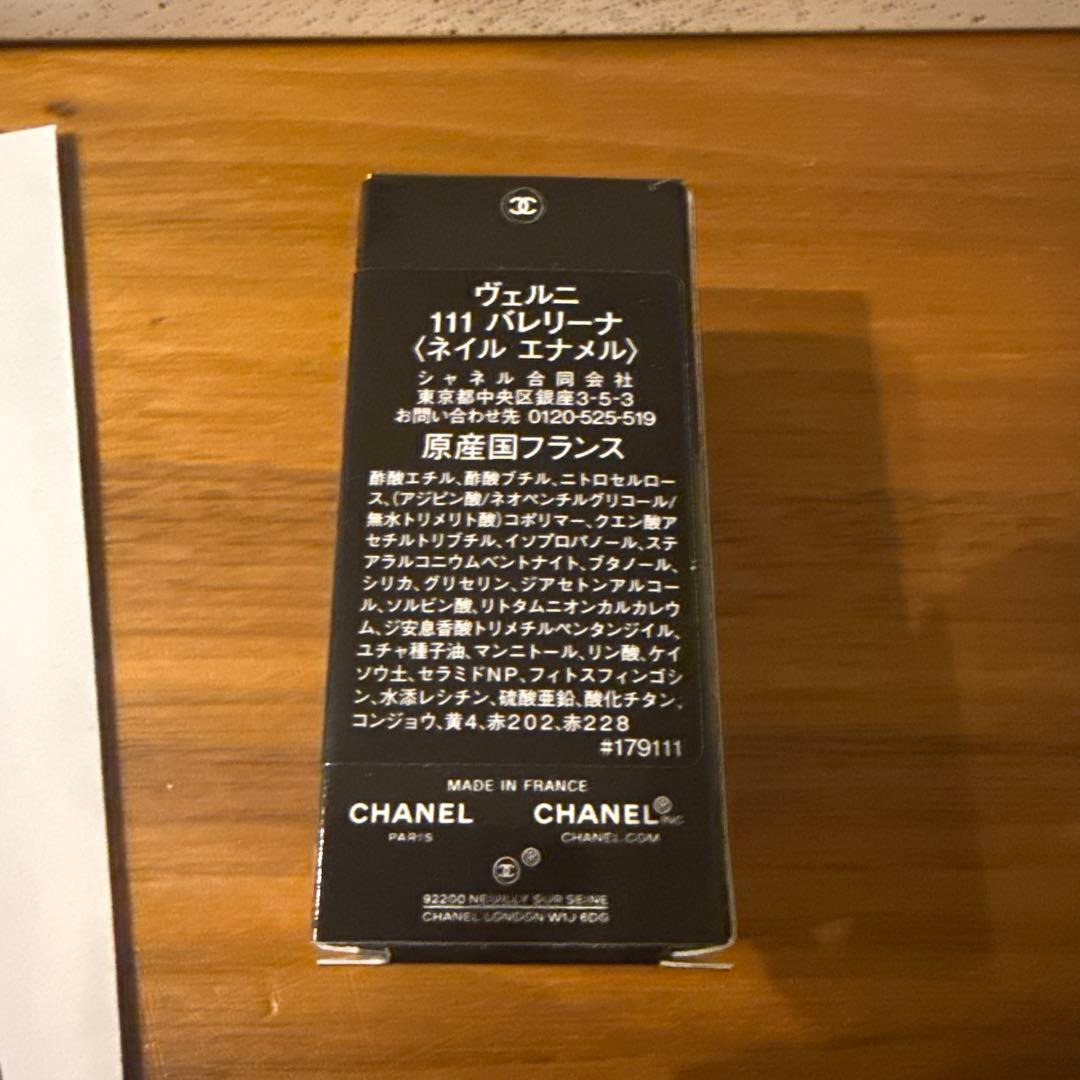 ヴェルニ
111 バレリーナ
〈ネイル エナメル〉
シャネル合同会社
東京都中央区銀座3-5-3
お問い合わせ先 0120-525-519
原産国フランス
酢酸エチル、酢酸ブチル、ニトロセルロー
ス、(アジピン酸/ネオペンチルグリコール/
無水トリメリト酸)コポリマー、クエン酸ア
セチルトリブチル、イソプロパノール、ステ
アラルコニウムベントナイト、ブタノール、
シリカ、グリセリン、ジアセトンアルコー
ル、ソルビン酸、リトタムニオンカルカレウ
ム、ジ安息香酸トリメチルペンタンジイル、
ユチャ種子油、マンニトール、リン酸、ケイ
ソウ土、セラミドNP、フィトスフィンゴシ
ン、水添レシチン、硫酸亜鉛、酸化チタン、
コンジョウ、黄4、赤202、赤228
#179111
MADE IN FRANCE
CHANEL CHANEL®INC
PARIS CHANEL.COM
®
92200 NEUILLY SUR SEINE
CHANEL LONDON W1J 6DG